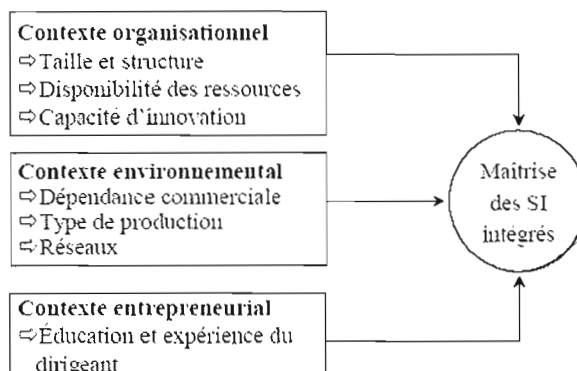 Contexte organisationnel
⇨Taille et structure
⇨Disponibilité des ressources
⇨Capacité d'innovation
Contexte environnemental
⇨Dépendance commerciale
⇨Type de production
⇨Réseaux
Contexte entrepreneurial
⇨Éducation et expérience du
dirigeant
Maîtrise
des SI
intégrés